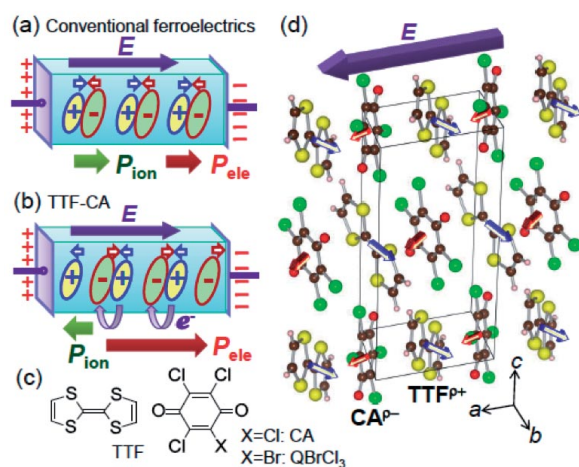 (a) Conventional ferroelectrics
E
+ - + - + -
P_ion P_ele
(b) TTF-CA
E
+ - + - + -
e^-
P_ion P_ele
(c)
S S
S S
TTF
Cl Cl
O O
Cl X
X=Cl: CA
X=Br: QBrCl₃
(d)
E
CA^ρ− TTF^ρ+
c
a
b